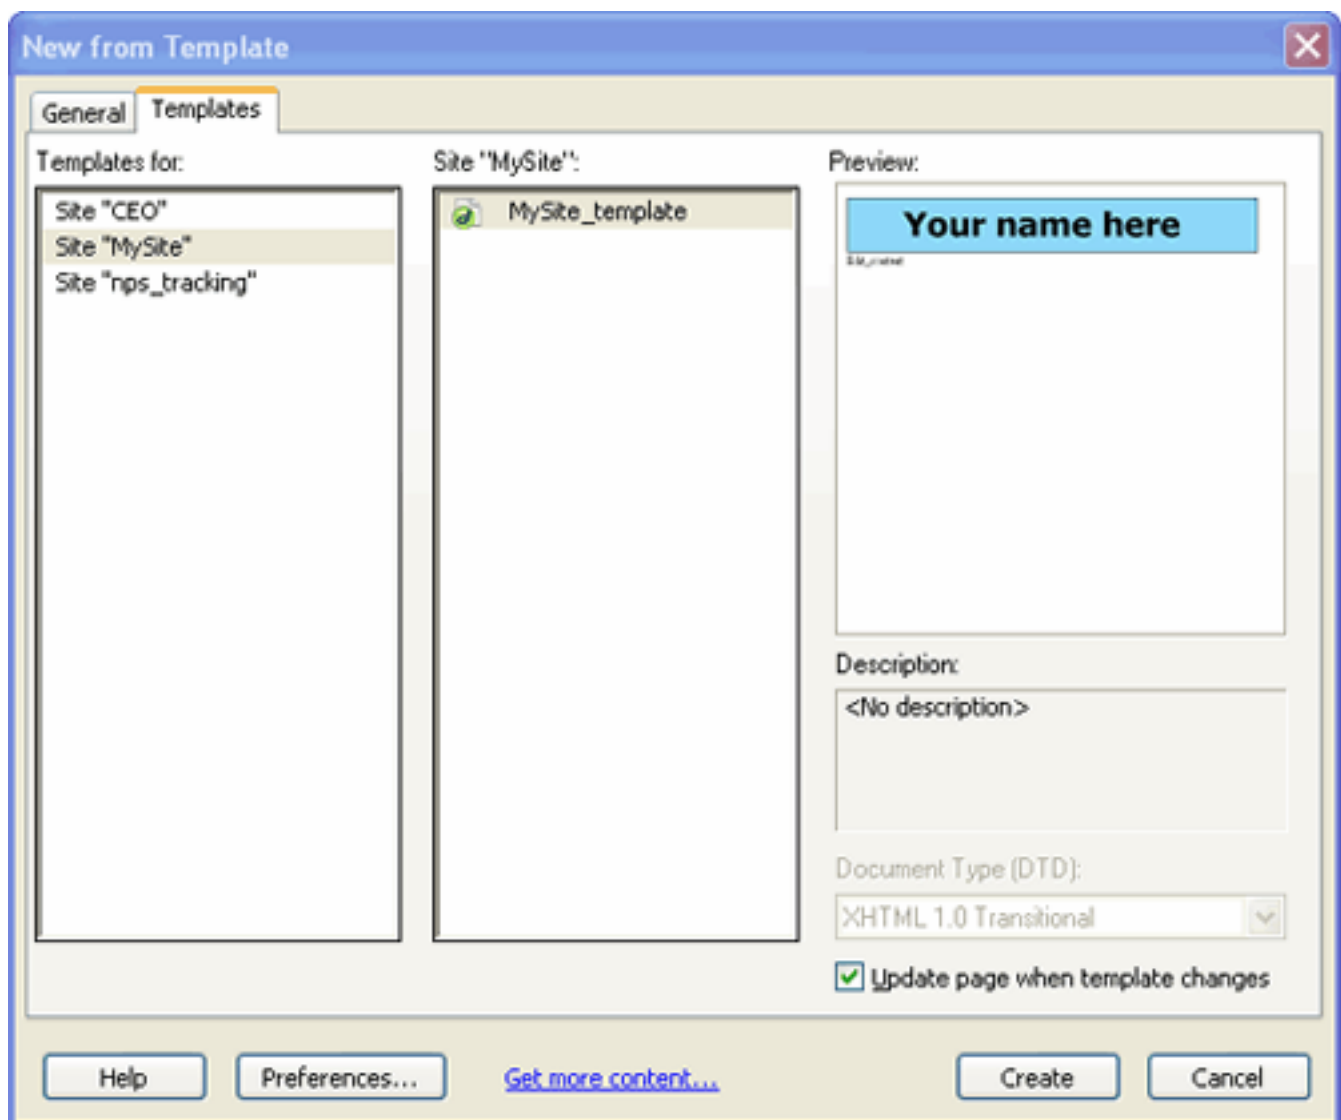 New from Template
General
Templates
Templates for:
Site "CEO"
Site "MySite"
Site "nps_tracking"
Site "MySite":
MySite_template
Preview:
Your name here
Description:
<No description>
Document Type (DTD):
XHTML 1.0 Transitional
Update page when template changes
Help
Preferences...
Get more content...
Create
Cancel